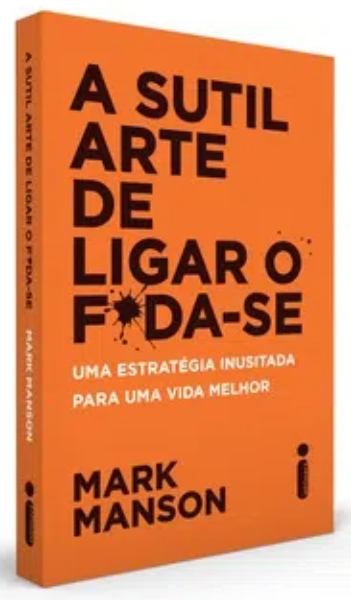 A SUTIL
ARTE
DE
LIGAR O
F*DA-SE
UMA ESTRATÉGIA INUSITADA
PARA UMA VIDA MELHOR
MARK
MANSON
A SUTIL ARTE DE LIGAR O F*DA-SE
MARK MANSON